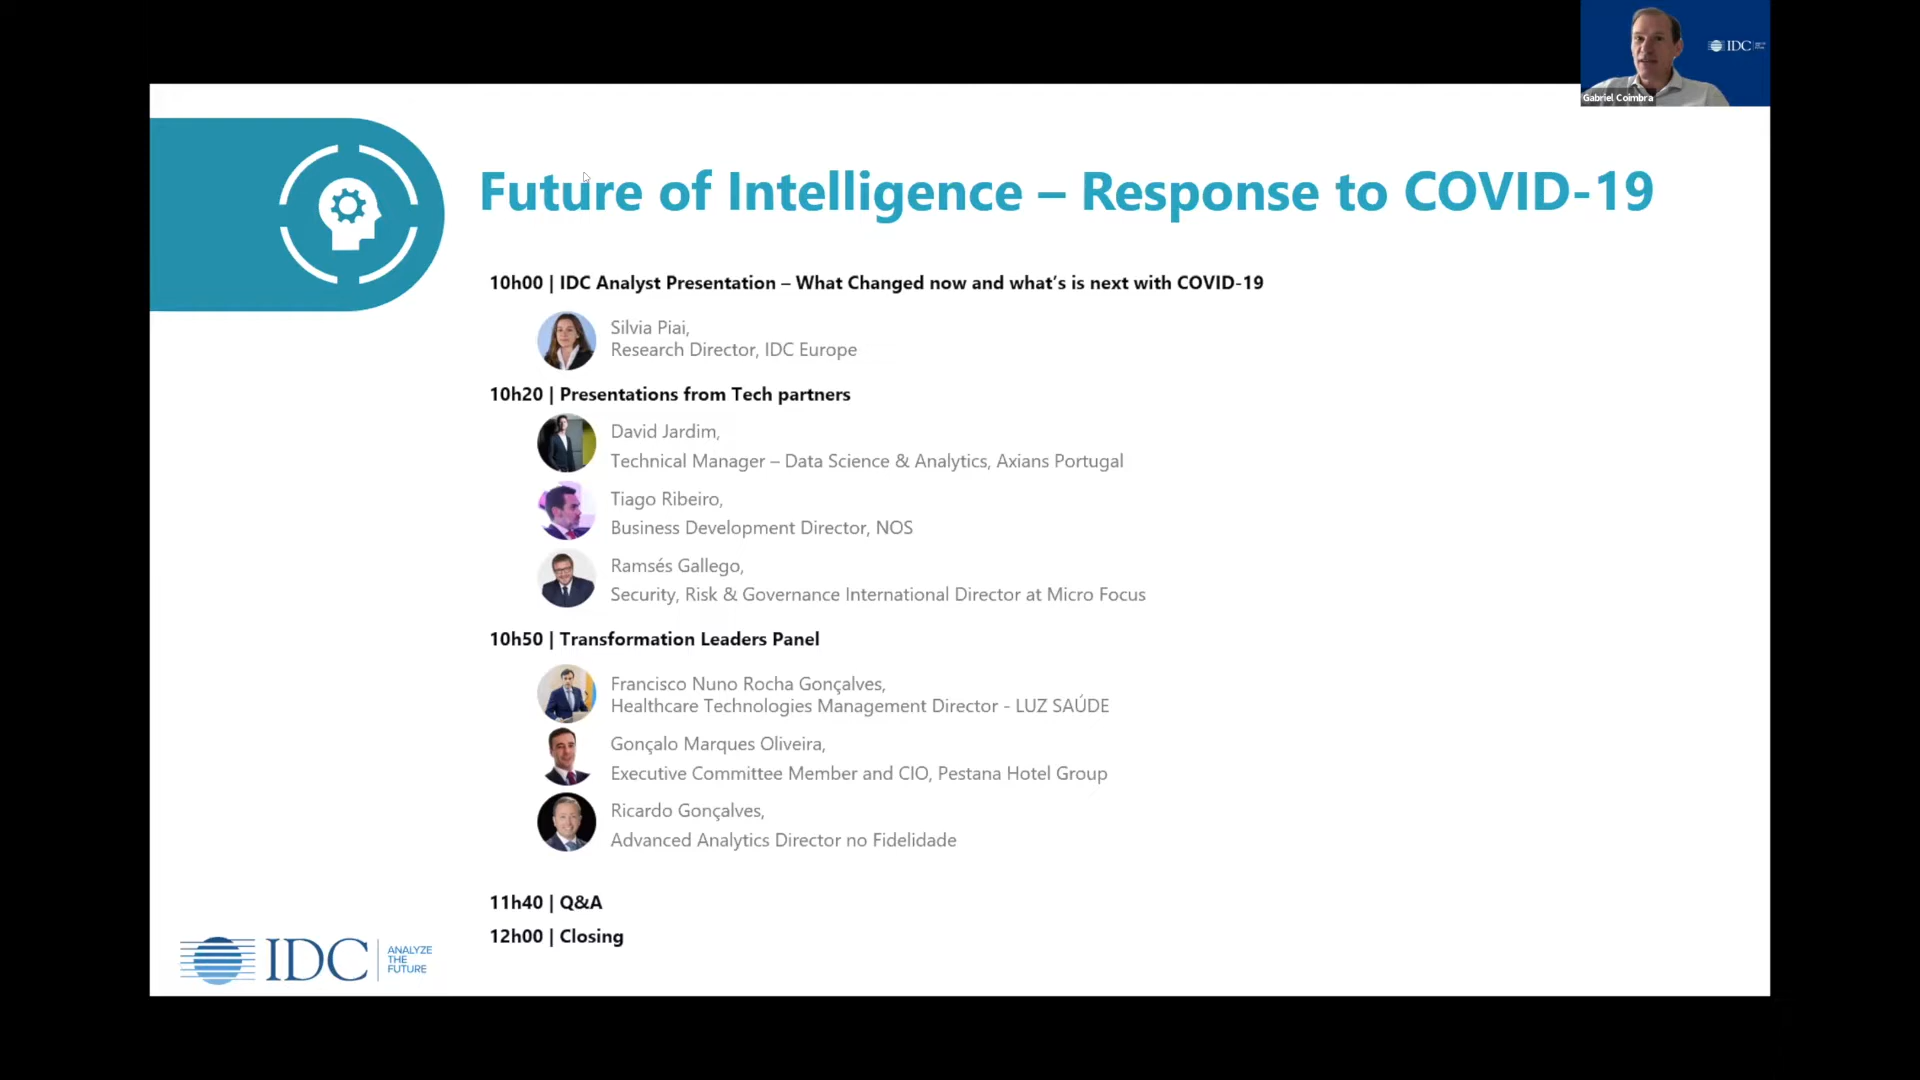 IDC
Gabriel Coimbra
Future of Intelligence – Response to COVID-19
10h00 | IDC Analyst Presentation – What Changed now and what's is next with COVID-19
Silvia Piai,
Research Director, IDC Europe
10h20 | Presentations from Tech partners
David Jardim,
Technical Manager – Data Science & Analytics, Axians Portugal
Tiago Ribeiro,
Business Development Director, NOS
Ramsés Gallego,
Security, Risk & Governance International Director at Micro Focus
10h50 | Transformation Leaders Panel
Francisco Nuno Rocha Gonçalves,
Healthcare Technologies Management Director - LUZ SAÚDE
Gonçalo Marques Oliveira,
Executive Committee Member and CIO, Pestana Hotel Group
Ricardo Gonçalves,
Advanced Analytics Director no Fidelidade
11h40 | Q&A
12h00 | Closing
IDC
ANALYZE
THE
FUTURE